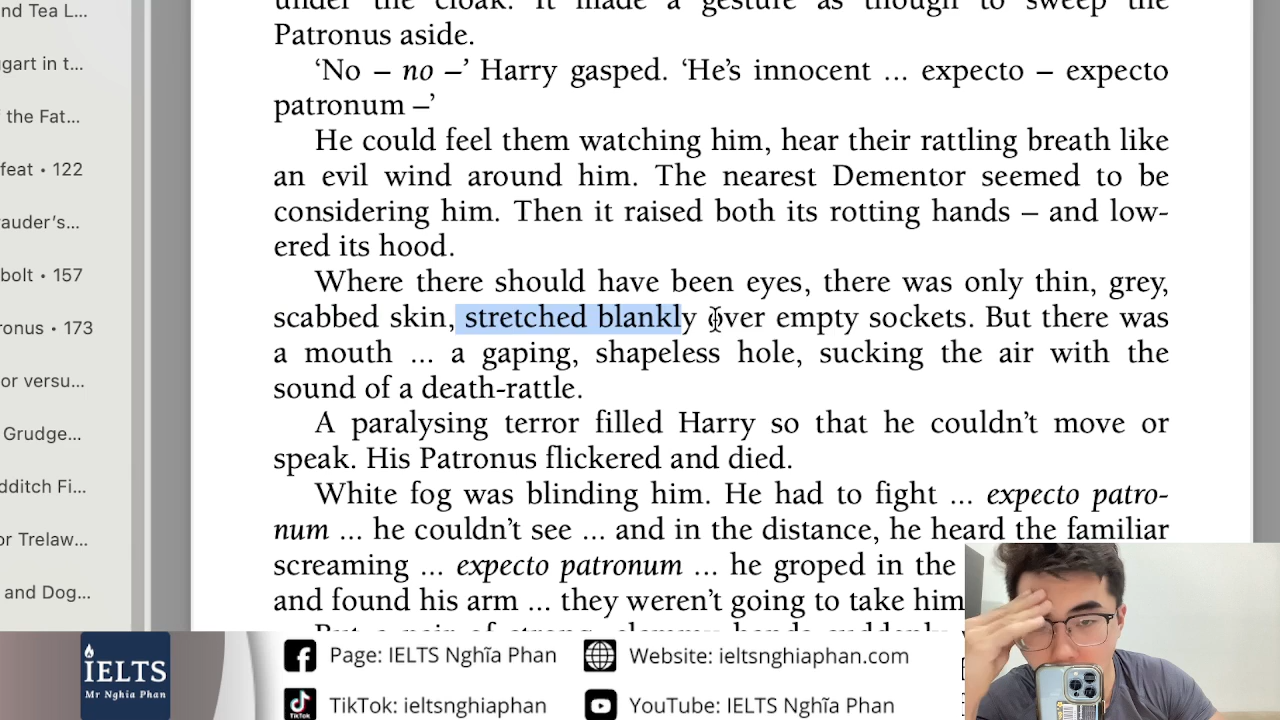 nd Tea L...
gart in t...
the Fat...
feat • 122
auder's...
bolt • 157
ronus • 173
or versu...
Grudge...
dditch Fi...
or Trelaw...
and Dog...
under the cloak. It made a gesture as though to sweep the
Patronus aside.
‘No – no –’ Harry gasped. ‘He’s innocent ... expecto – expecto
patronum –’
He could feel them watching him, hear their rattling breath like
an evil wind around him. The nearest Dementor seemed to be
considering him. Then it raised both its rotting hands – and low-
ered its hood.
Where there should have been eyes, there was only thin, grey,
scabbed skin, stretched blankly over empty sockets. But there was
a mouth ... a gaping, shapeless hole, sucking the air with the
sound of a death-rattle.
A paralysing terror filled Harry so that he couldn’t move or
speak. His Patronus flickered and died.
White fog was blinding him. He had to fight ... expecto patro-
num ... he couldn’t see ... and in the distance, he heard the familiar
screaming ... expecto patronum ... he groped in the
and found his arm ... they weren’t going to take him
IELTS
Mr Nghia Phan
Page: IELTS Nghĩa Phan
Website: ieltsnghiaphan.com
TikTok
TikTok: ieltsnghiaphan
YouTube: IELTS Nghĩa Phan